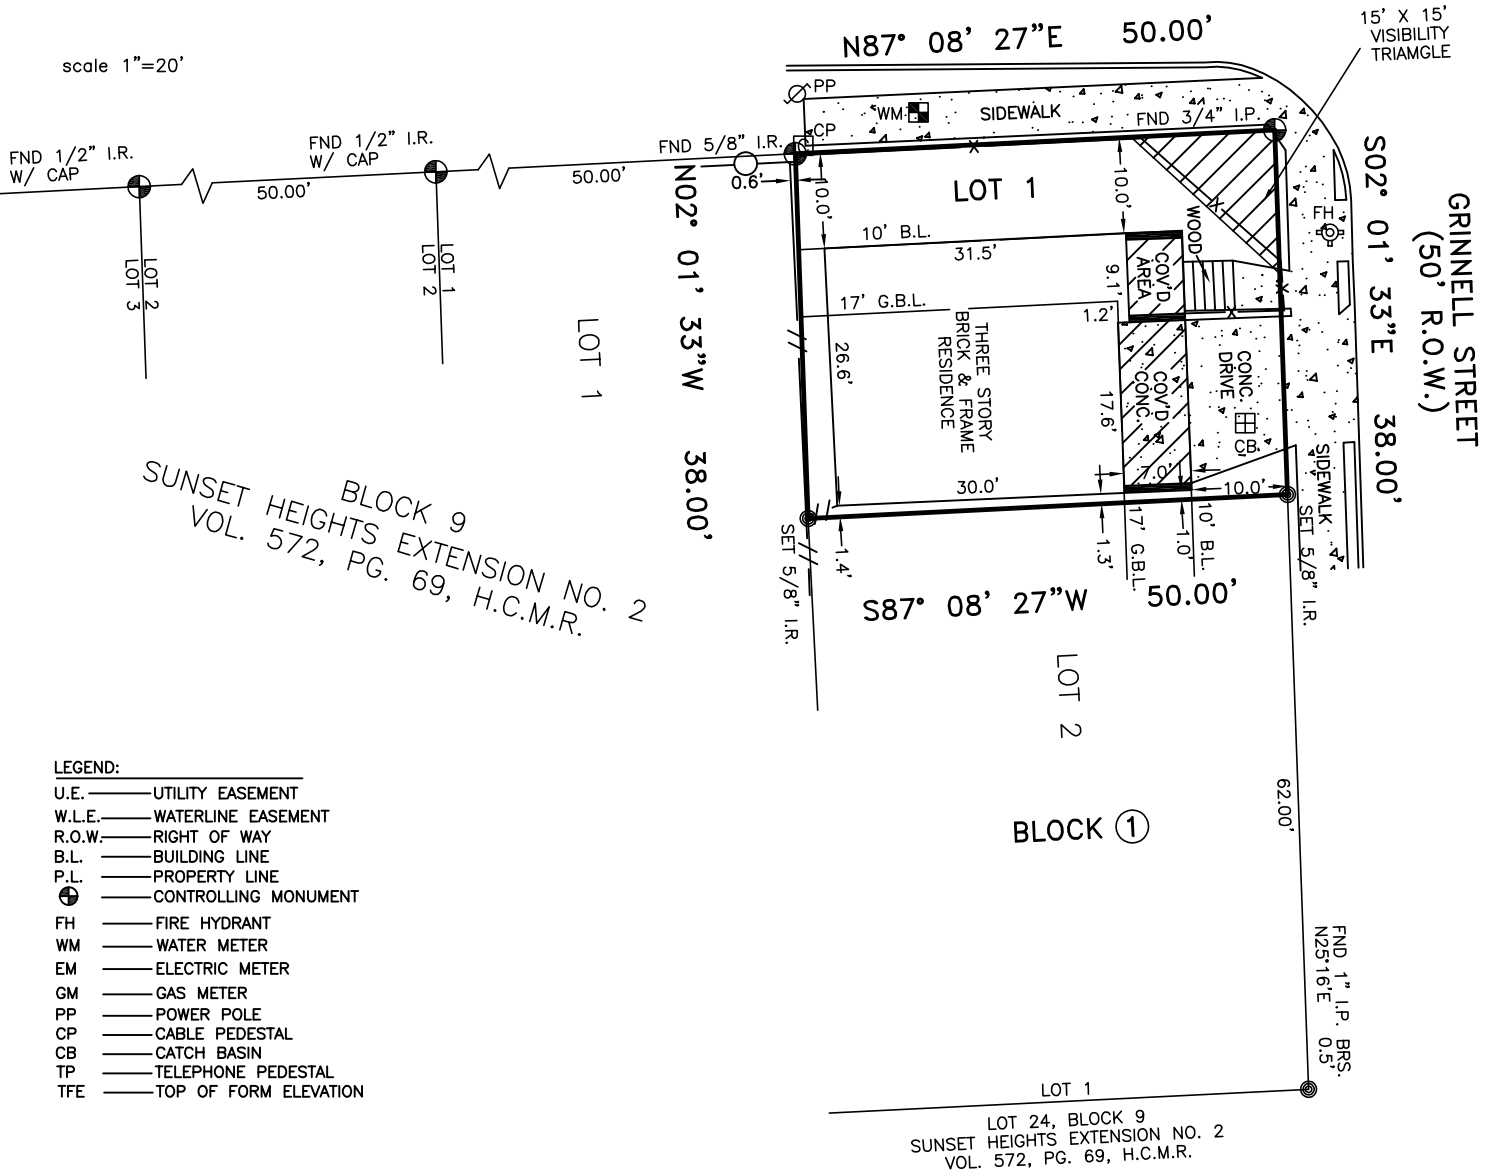 scale 1"=20'
N87° 08' 27"E 50.00'
15' X 15'
VISIBILITY
TRIAMGLE
PP
WM
SIDEWALK
CP
FND 3/4" I.P.
FND 1/2" I.R.
W/ CAP
FND 1/2" I.R.
W/ CAP
FND 5/8" I.R.
50.00'
50.00'
0.6'
10.0'
LOT 1
10.0'
WOOD
FH
S02° 01' 33"E 38.00'
GRINNELL STREET
(50' R.O.W.)
LOT 2
LOT 3
LOT 1
LOT 2
N02° 01' 33"W 38.00'
10' B.L.
31.5'
COV'D
AREA
9.1'
17' G.B.L.
1.2'
LOT 1
26.6'
THREE STORY
BRICK & FRAME
RESIDENCE
COV'D
CONC.
17.6'
CONC.
DRIVE
CB
SIDEWALK
7.0'
30.0'
10.0'
BLOCK 9
SUNSET HEIGHTS EXTENSION NO. 2
VOL. 572, PG. 69, H.C.M.R.
SET 5/8" I.R.
1.4'
1.3'
17' G.B.L.
1.0'
10' B.L.
SET 5/8" I.R.
S87° 08' 27"W 50.00'
LOT 2
62.00'
BLOCK 1
FND 1" I.P. BRS.
N25°16'E 0.5'
LEGEND:
U.E. UTILITY EASEMENT
W.L.E. WATERLINE EASEMENT
R.O.W. RIGHT OF WAY
B.L. BUILDING LINE
P.L. PROPERTY LINE
CONTROLLING MONUMENT
FH FIRE HYDRANT
WM WATER METER
EM ELECTRIC METER
GM GAS METER
PP POWER POLE
CP CABLE PEDESTAL
CB CATCH BASIN
TP TELEPHONE PEDESTAL
TFE TOP OF FORM ELEVATION
LOT 1
LOT 24, BLOCK 9
SUNSET HEIGHTS EXTENSION NO. 2
VOL. 572, PG. 69, H.C.M.R.